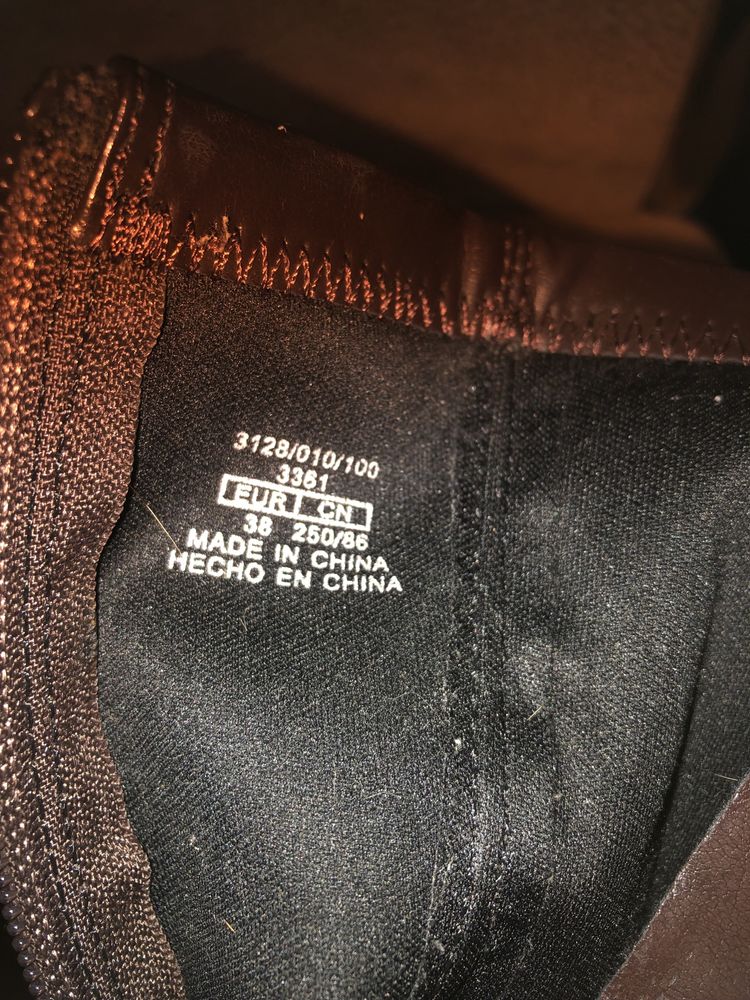 3128/010/100
3361
EUR CN
38 250/86
MADE IN CHINA
HECHO EN CHINA